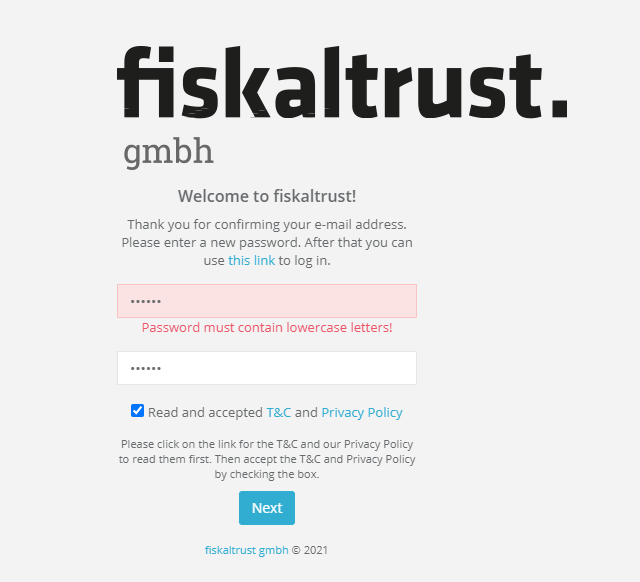 fiskaltrust.
gmbh
Welcome to fiskaltrust!
Thank you for confirming your e-mail address.
Please enter a new password. After that you can
use this link to log in.
••••••
Password must contain lowercase letters!
••••••
Read and accepted T&C and Privacy Policy
Please click on the link for the T&C and our Privacy Policy
to read them first. Then accept the T&C and Privacy Policy
by checking the box.
Next
fiskaltrust gmbh © 2021